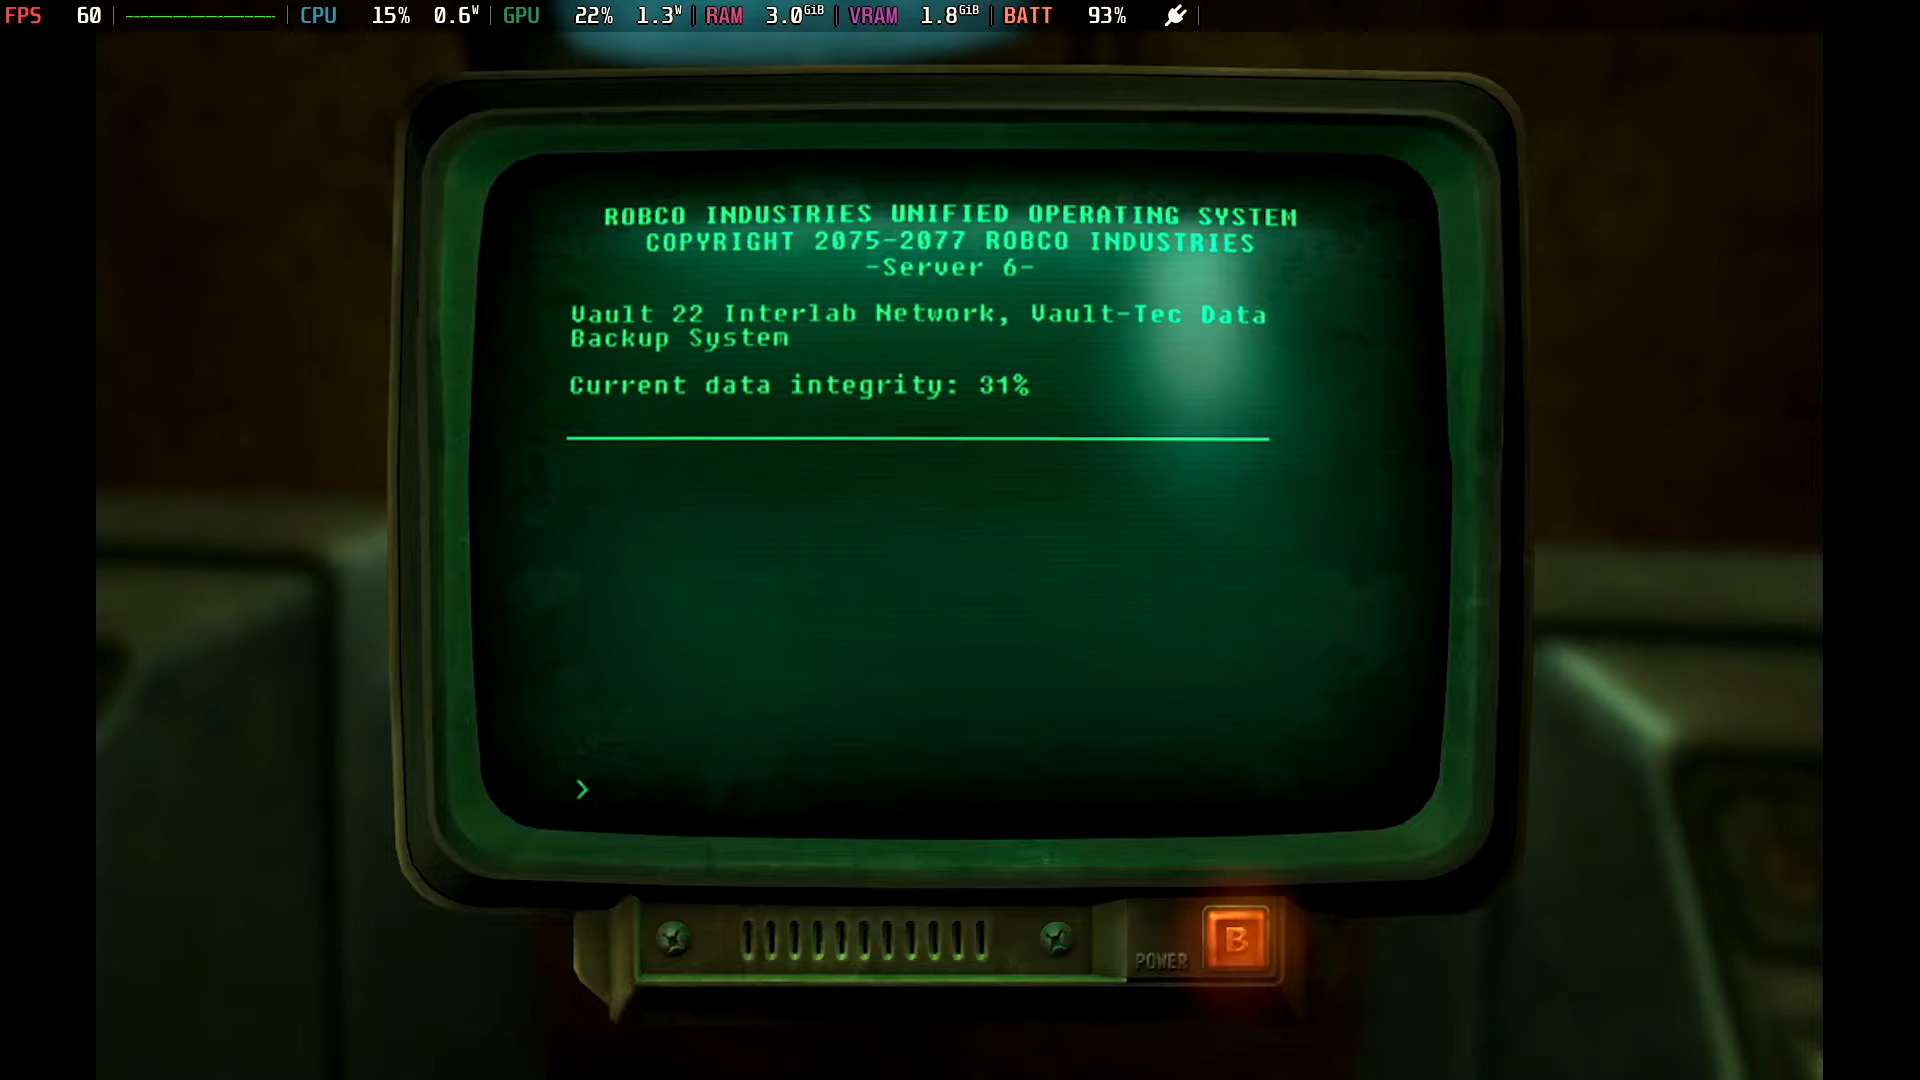 FPS 60 CPU 15% 0.6W GPU 22% 1.3W RAM 3.0GiB VRAM 1.8GiB BATT 93%
ROBCO INDUSTRIES UNIFIED OPERATING SYSTEM
COPYRIGHT 2075-2077 ROBCO INDUSTRIES
-Server 6-
Vault 22 Interlab Network, Vault-Tec Data
Backup System
Current data integrity: 31%
>
POWER B